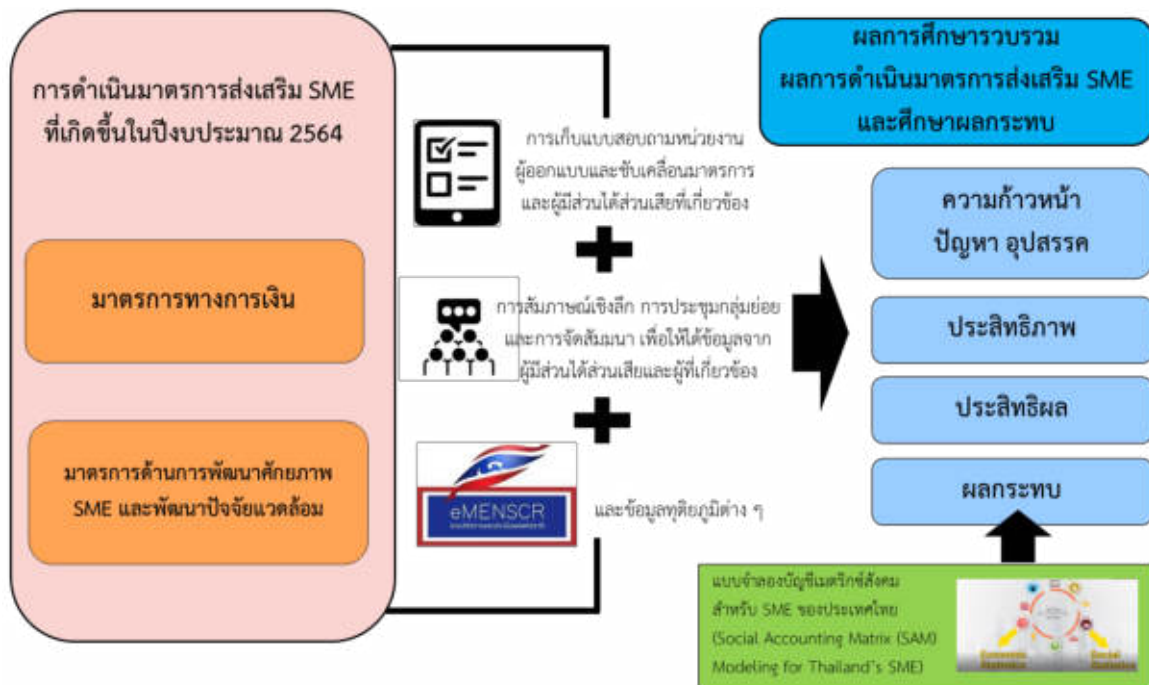 การดำเนินมาตรการส่งเสริม SME
ที่เกิดขึ้นในปีงบประมาณ 2564
มาตรการทางการเงิน
มาตรการด้านการพัฒนาศักยภาพ
SME และพัฒนาปัจจัยแวดล้อม
การเก็บแบบสอบถามหน่วยงาน
ผู้ออกแบบและขับเคลื่อนมาตรการ
และผู้มีส่วนได้ส่วนเสียที่เกี่ยวข้อง
การสัมภาษณ์เชิงลึก การประชุมกลุ่มย่อย
และการจัดสัมมนา เพื่อให้ได้ข้อมูลจาก
ผู้มีส่วนได้ส่วนเสียและผู้ที่เกี่ยวข้อง
eMENSCR
และข้อมูลทุติยภูมิต่าง ๆ
ผลการศึกษารวบรวม
ผลการดำเนินมาตรการส่งเสริม SME
และศึกษาผลกระทบ
ความก้าวหน้า
ปัญหา อุปสรรค
ประสิทธิภาพ
ประสิทธิผล
ผลกระทบ
แบบจำลองบัญชีเมตริกซ์สังคม
สำหรับ SME ของประเทศไทย
(Social Accounting Matrix (SAM)
Modeling for Thailand's SME)